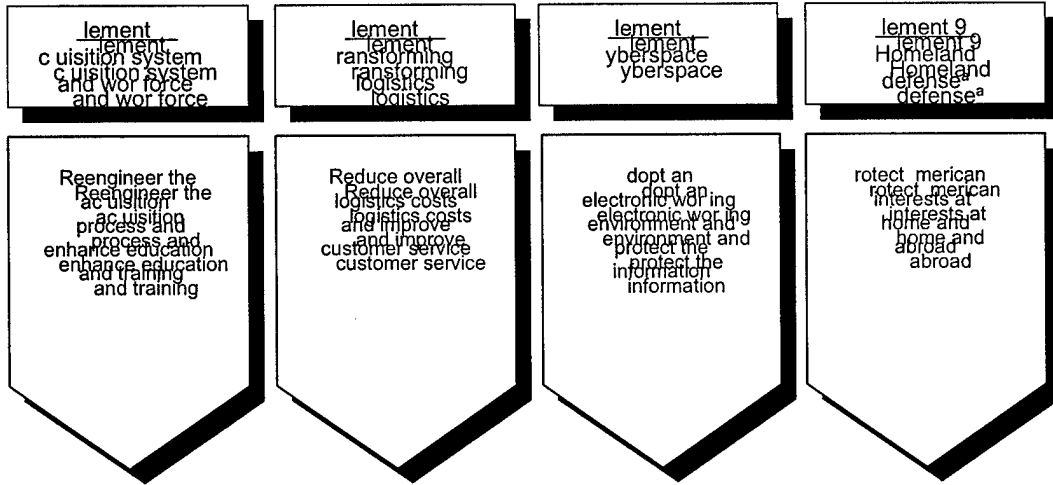 lement
c uisition system
and wor force
lement
ransforming
logistics
lement
yberspace
lement 9
Homeland
defenseª
Reengineer the
ac uisition
process and
enhance education
and training
Reduce overall
logistics costs
and improve
customer service
dopt an
electronic wor ing
environment and
protect the
information
rotect merican
interests at
home and
abroad